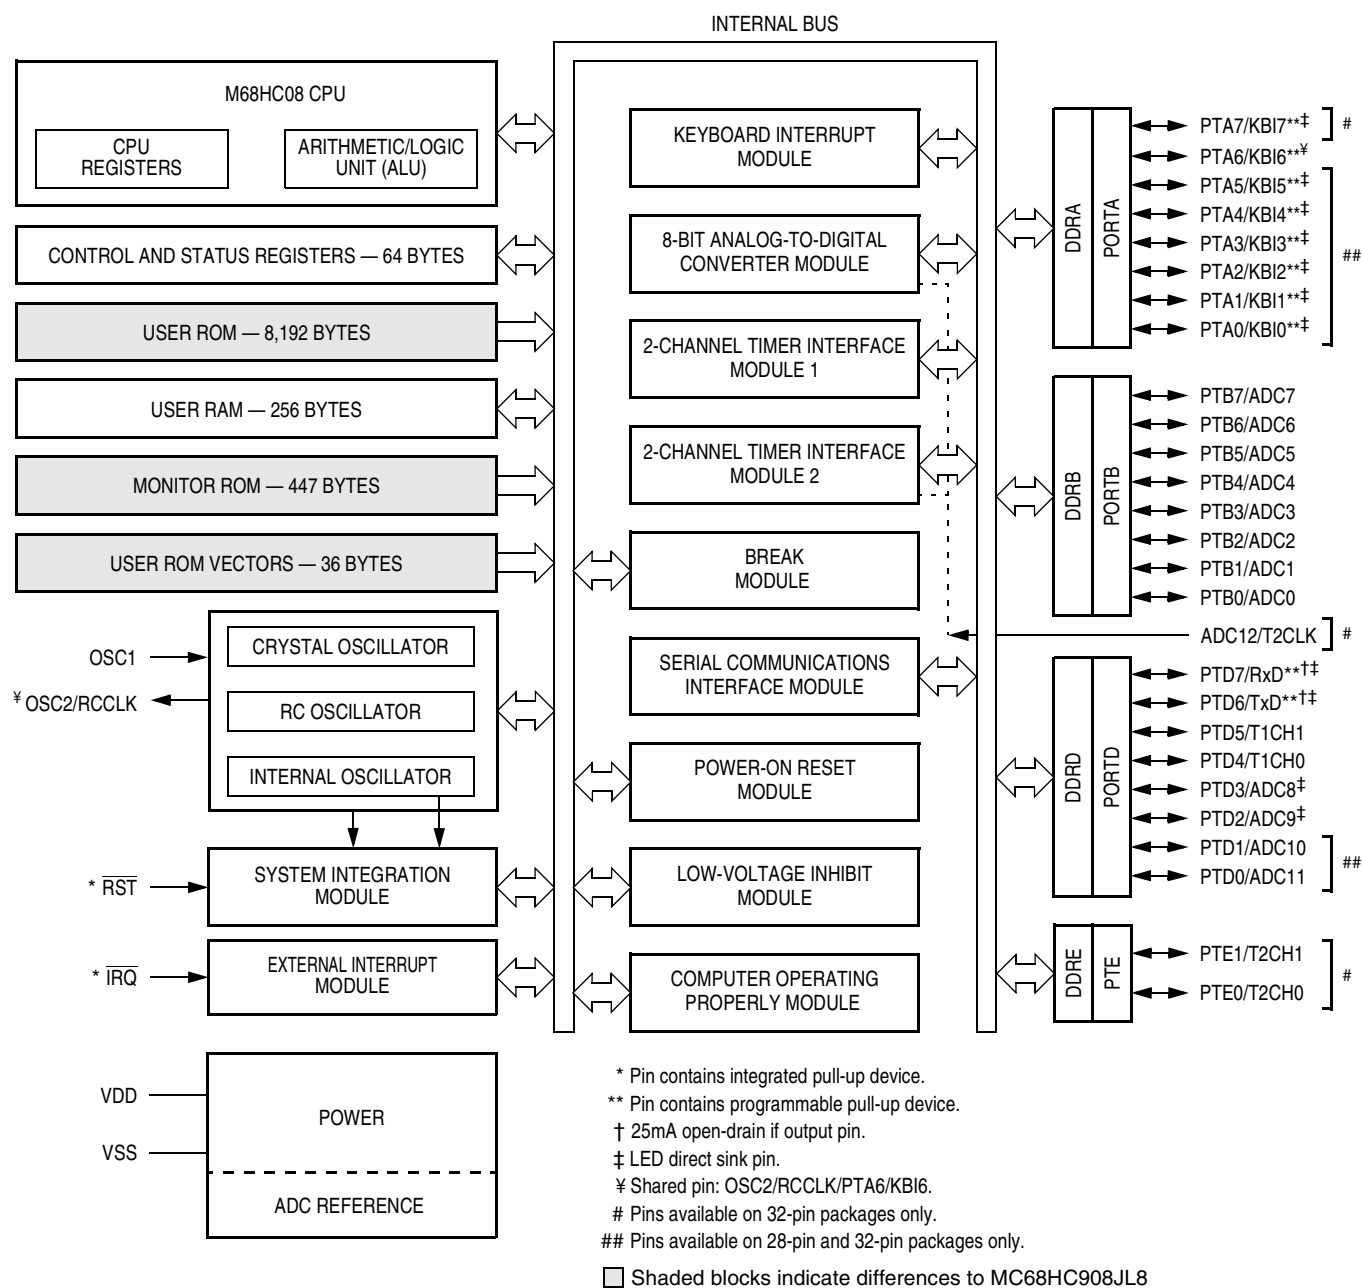 INTERNAL BUS
M68HC08 CPU
CPU
REGISTERS
ARITHMETIC/LOGIC
UNIT (ALU)
CONTROL AND STATUS REGISTERS — 64 BYTES
USER ROM — 8,192 BYTES
USER RAM — 256 BYTES
MONITOR ROM — 447 BYTES
USER ROM VECTORS — 36 BYTES
OSC1
¥ OSC2/RCCLK
CRYSTAL OSCILLATOR
RC OSCILLATOR
INTERNAL OSCILLATOR
* RST
SYSTEM INTEGRATION
MODULE
* IRQ
EXTERNAL INTERRUPT
MODULE
VDD
VSS
POWER
ADC REFERENCE
KEYBOARD INTERRUPT
MODULE
8-BIT ANALOG-TO-DIGITAL
CONVERTER MODULE
2-CHANNEL TIMER INTERFACE
MODULE 1
2-CHANNEL TIMER INTERFACE
MODULE 2
BREAK
MODULE
SERIAL COMMUNICATIONS
INTERFACE MODULE
POWER-ON RESET
MODULE
LOW-VOLTAGE INHIBIT
MODULE
COMPUTER OPERATING
PROPERLY MODULE
DDRA
PORTA
PTA7/KBI7**‡
#
PTA6/KBI6**¥
PTA5/KBI5**‡
PTA4/KBI4**‡
PTA3/KBI3**‡
##
PTA2/KBI2**‡
PTA1/KBI1**‡
PTA0/KBI0**‡
DDRB
PORTB
PTB7/ADC7
PTB6/ADC6
PTB5/ADC5
PTB4/ADC4
PTB3/ADC3
PTB2/ADC2
PTB1/ADC1
PTB0/ADC0
ADC12/T2CLK
#
DDRD
PORTD
PTD7/RxD**†‡
PTD6/TxD**†‡
PTD5/T1CH1
PTD4/T1CH0
PTD3/ADC8‡
PTD2/ADC9‡
PTD1/ADC10
##
PTD0/ADC11
DDRE
PTE
PTE1/T2CH1
#
PTE0/T2CH0
* Pin contains integrated pull-up device.
** Pin contains programmable pull-up device.
† 25mA open-drain if output pin.
‡ LED direct sink pin.
¥ Shared pin: OSC2/RCCLK/PTA6/KBI6.
# Pins available on 32-pin packages only.
## Pins available on 28-pin and 32-pin packages only.
Shaded blocks indicate differences to MC68HC908JL8